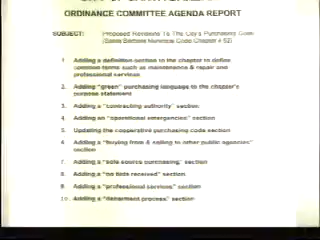 ORDINANCE COMMITTEE AGENDA REPORT
SUBJECT: Proposed Revisions To The City's Purchasing Code
(Santa Barbara Municipal Code Chapter 4.52)
1. Adding a definition section to the chapter to define
common terms such as maintenance & repair and
professional services
2. Adding "green" purchasing language to the chapter's
purpose statement
3. Adding a "contracting authority" section
4. Adding an "operational emergencies" section
5. Updating the cooperative purchasing code section
6. Adding a "buying from & selling to other public agencies"
section
7. Adding a "sole source purchasing" section
8. Adding a "no bids received" section
9. Adding a "professional services" section
10. Adding a "debarment process" section